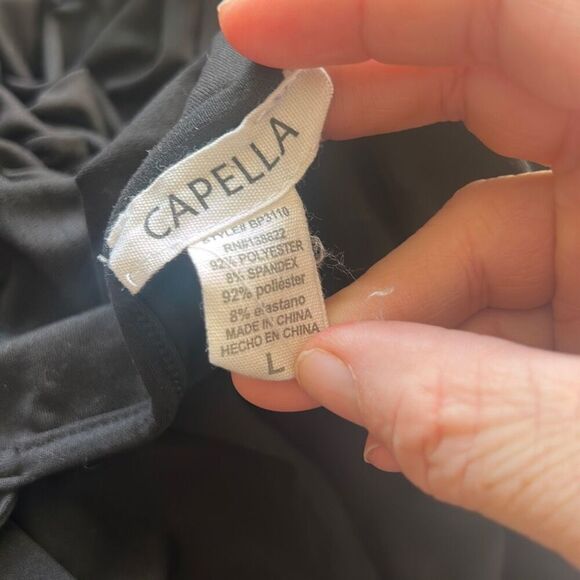 CAPELLA
STYLE# BP3110
RN#138822
92% POLYESTER
8% SPANDEX
92% poliéster
8% elastano
MADE IN CHINA
HECHO EN CHINA
L